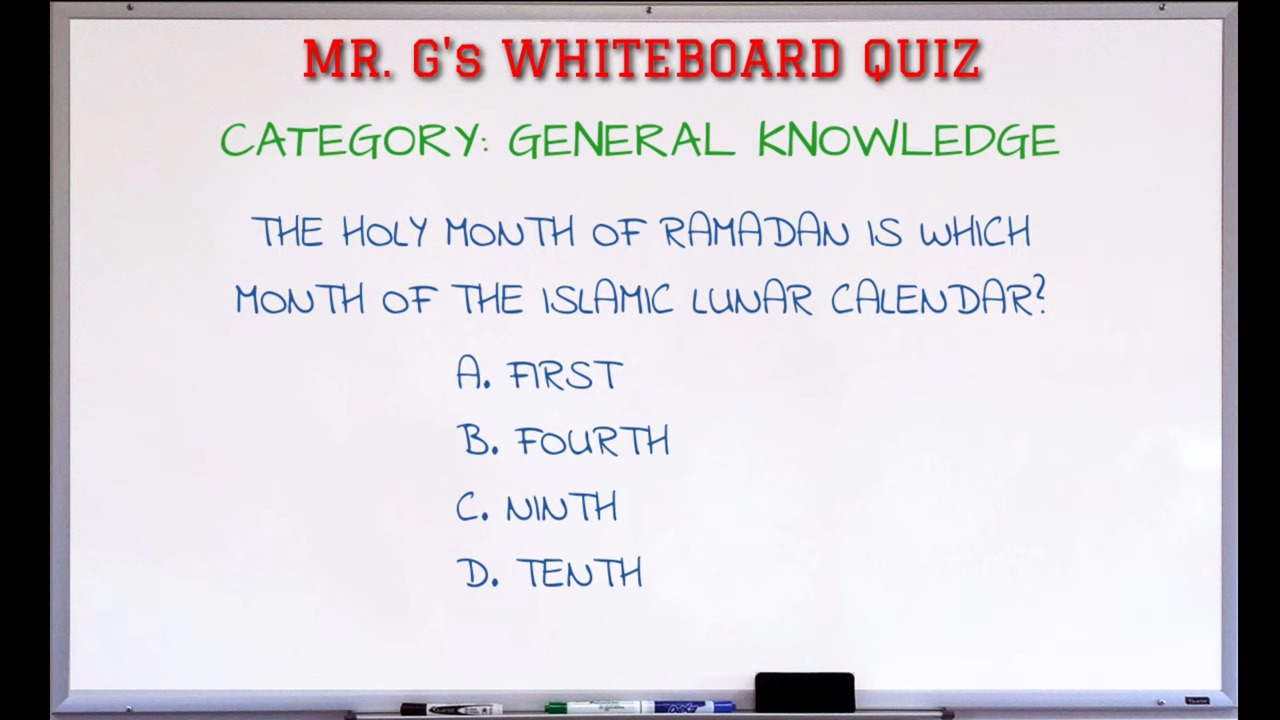 MR. G's WHITEBOARD QUIZ
CATEGORY: GENERAL KNOWLEDGE
THE HOLY MONTH OF RAMADAN IS WHICH
MONTH OF THE ISLAMIC LUNAR CALENDAR?
A. FIRST
B. FOURTH
C. NINTH
D. TENTH